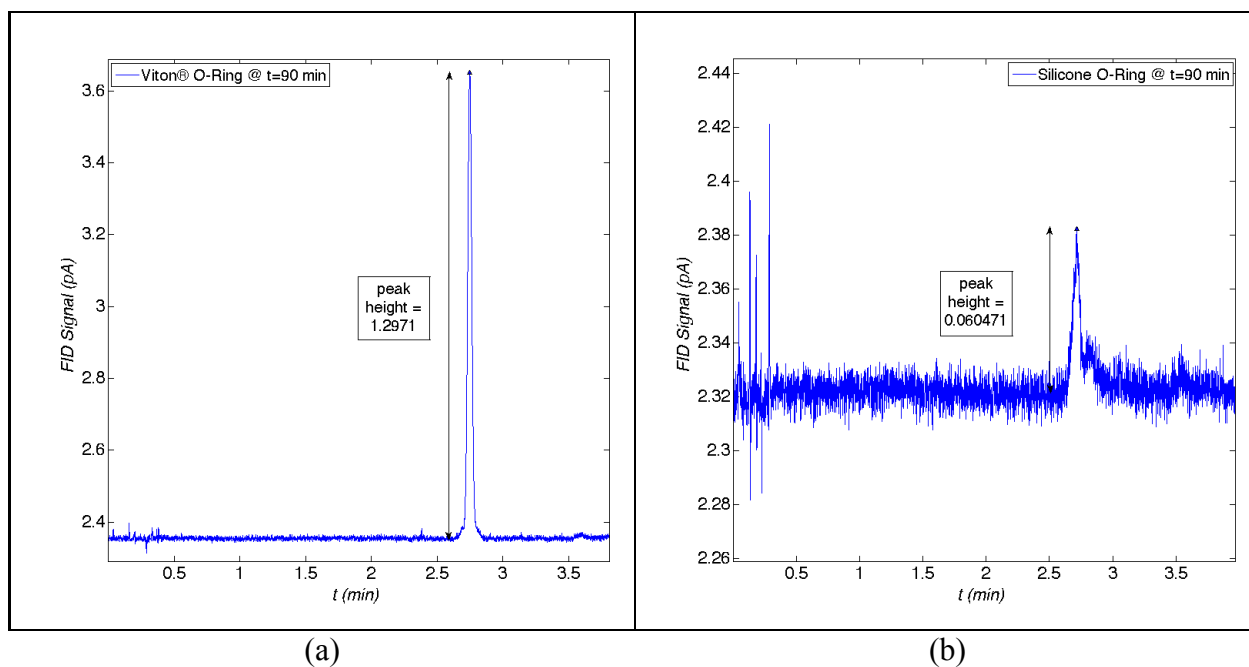 Viton® O-Ring @ t=90 min
3.6
3.4
3.2
3
2.8
2.6
2.4
FID Signal (pA)
peak
height =
1.2971
0.5
1
1.5
2
2.5
3
3.5
t (min)
(a)
Silicone O-Ring @ t=90 min
2.44
2.42
2.4
2.38
2.36
2.34
2.32
2.3
2.28
2.26
FID Signal (pA)
peak
height =
0.060471
0.5
1
1.5
2
2.5
3
3.5
t (min)
(b)